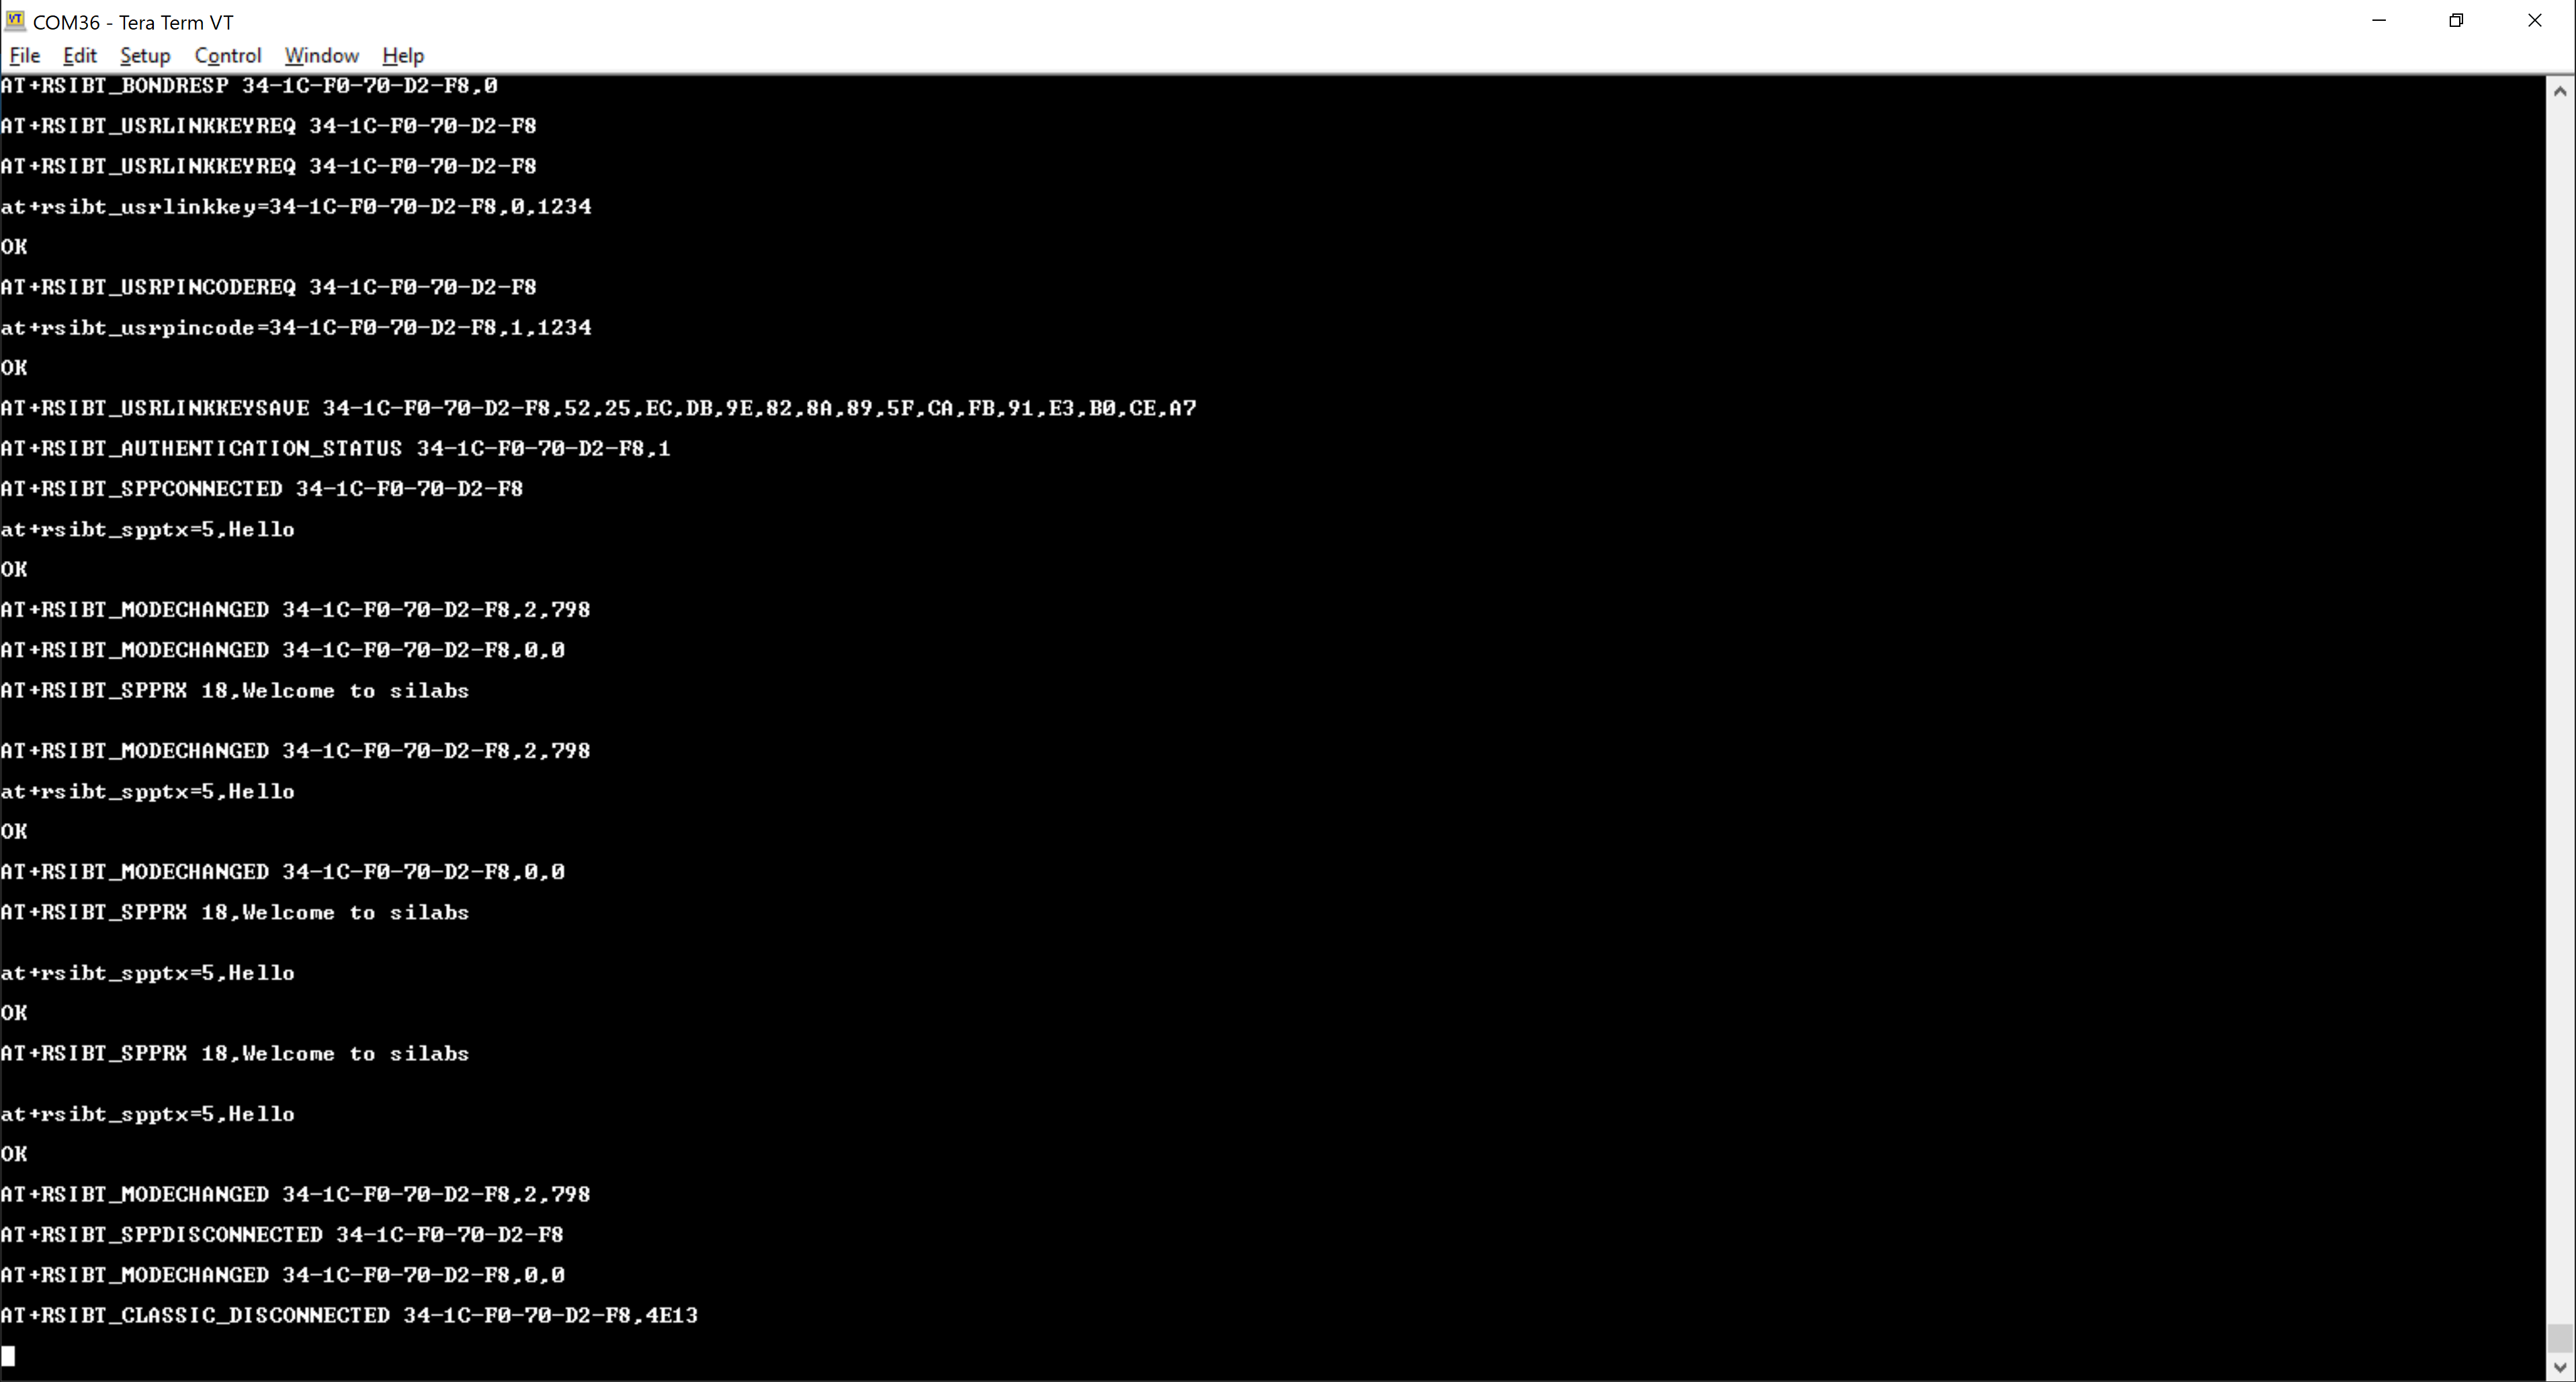 COM36 - Tera Term VT
File Edit Setup Control Window Help
AT+RSIBT_BONDRESP 34-1C-F0-70-D2-F8,0
AT+RSIBT_USRLINKKEYREQ 34-1C-F0-70-D2-F8
AT+RSIBT_USRLINKKEYREQ 34-1C-F0-70-D2-F8
at+rsibt_usrlinkkey=34-1C-F0-70-D2-F8,0,1234
OK
AT+RSIBT_USRPINCODEREQ 34-1C-F0-70-D2-F8
at+rsibt_usrpincode=34-1C-F0-70-D2-F8,1,1234
OK
AT+RSIBT_USRLINKKEYSAVE 34-1C-F0-70-D2-F8,52,25,EC,DB,9E,82,8A,89,5F,CA,FB,91,E3,B0,CE,A7
AT+RSIBT_AUTHENTICATION_STATUS 34-1C-F0-70-D2-F8,1
AT+RSIBT_SPPCONNECTED 34-1C-F0-70-D2-F8
at+rsibt_spptx=5,Hello
OK
AT+RSIBT_MODECHANGED 34-1C-F0-70-D2-F8,2,798
AT+RSIBT_MODECHANGED 34-1C-F0-70-D2-F8,0,0
AT+RSIBT_SPPRX 18,Welcome to silabs
AT+RSIBT_MODECHANGED 34-1C-F0-70-D2-F8,2,798
at+rsibt_spptx=5,Hello
OK
AT+RSIBT_MODECHANGED 34-1C-F0-70-D2-F8,0,0
AT+RSIBT_SPPRX 18,Welcome to silabs
at+rsibt_spptx=5,Hello
OK
AT+RSIBT_SPPRX 18,Welcome to silabs
at+rsibt_spptx=5,Hello
OK
AT+RSIBT_MODECHANGED 34-1C-F0-70-D2-F8,2,798
AT+RSIBT_SPPDISCONNECTED 34-1C-F0-70-D2-F8
AT+RSIBT_MODECHANGED 34-1C-F0-70-D2-F8,0,0
AT+RSIBT_CLASSIC_DISCONNECTED 34-1C-F0-70-D2-F8,4E13